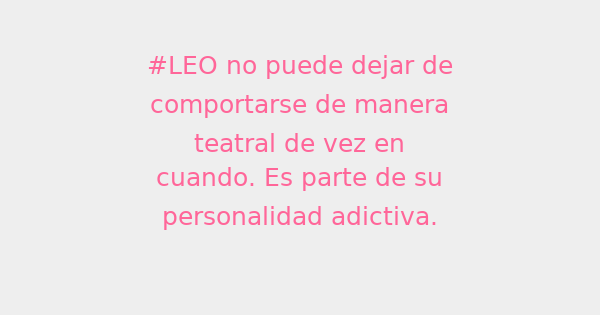 #LEO no puede dejar de
comportarse de manera
teatral de vez en
cuando. Es parte de su
personalidad adictiva.